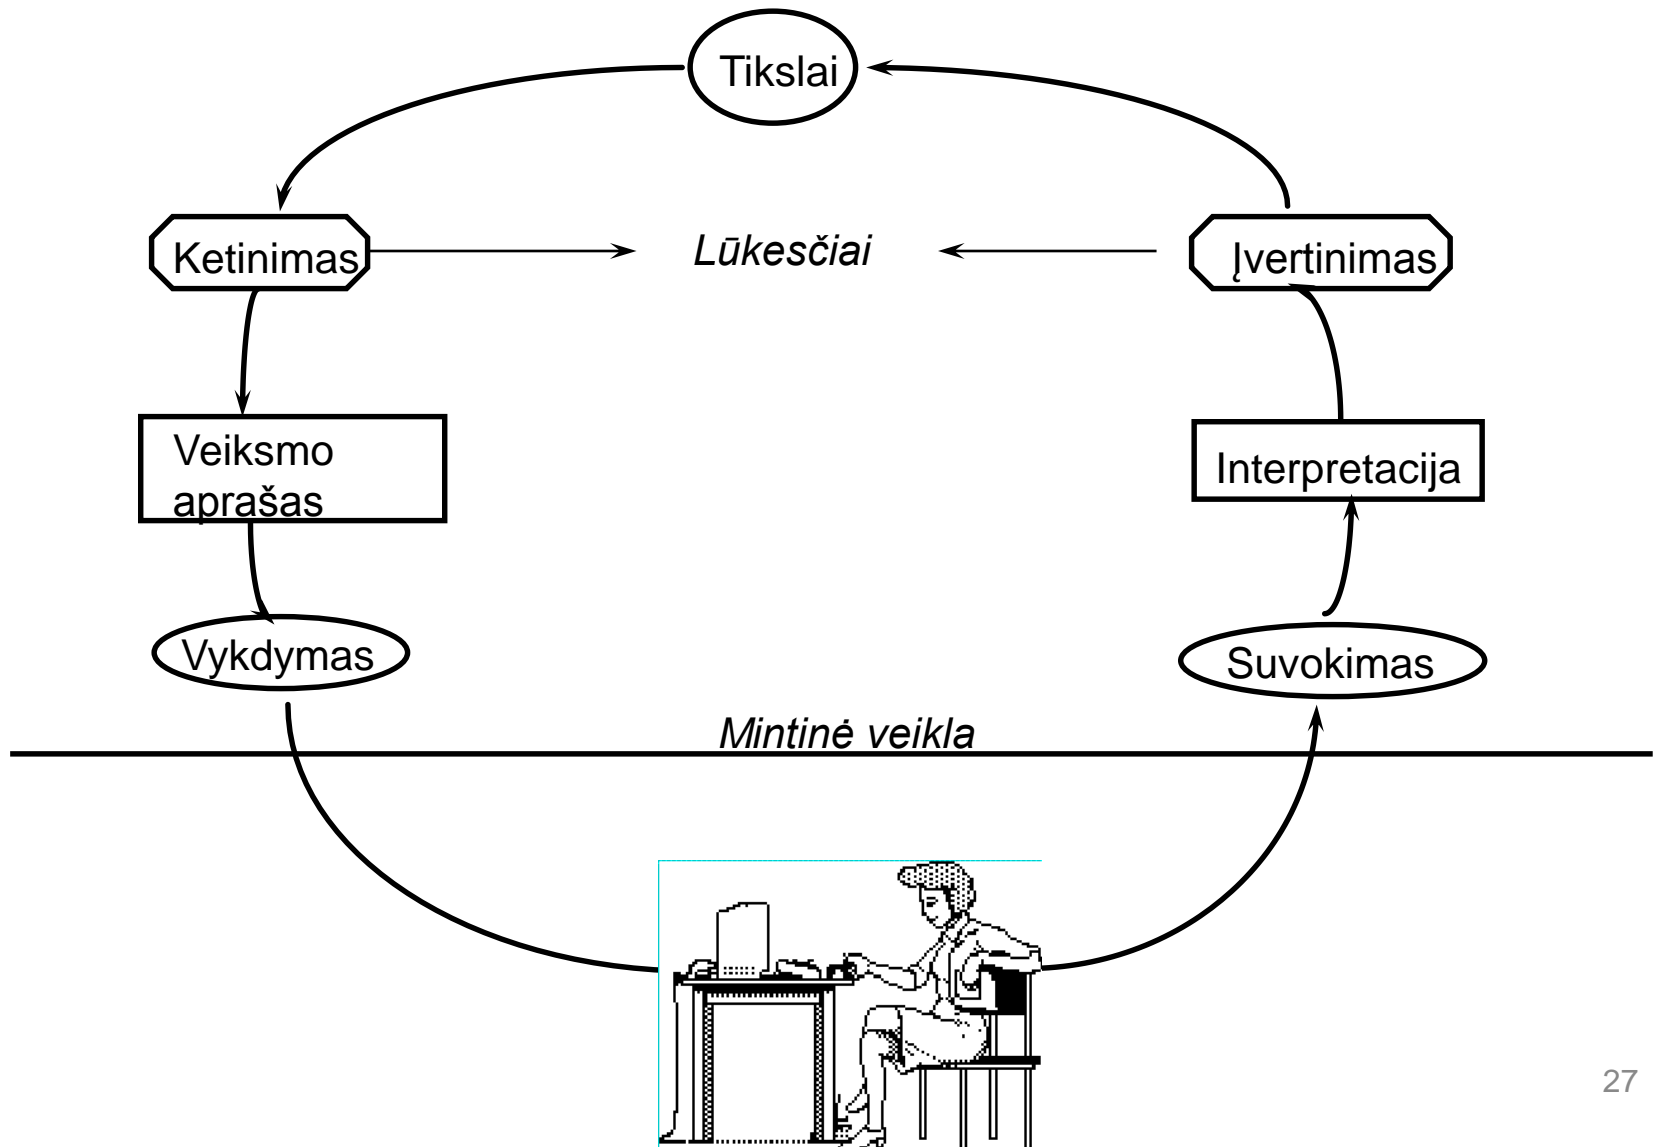 Tikslai
Ketinimas
Lūkesčiai
Įvertinimas
Veiksmo
aprašas
Interpretacija
Vykdymas
Suvokimas
Mintinė veikla
27